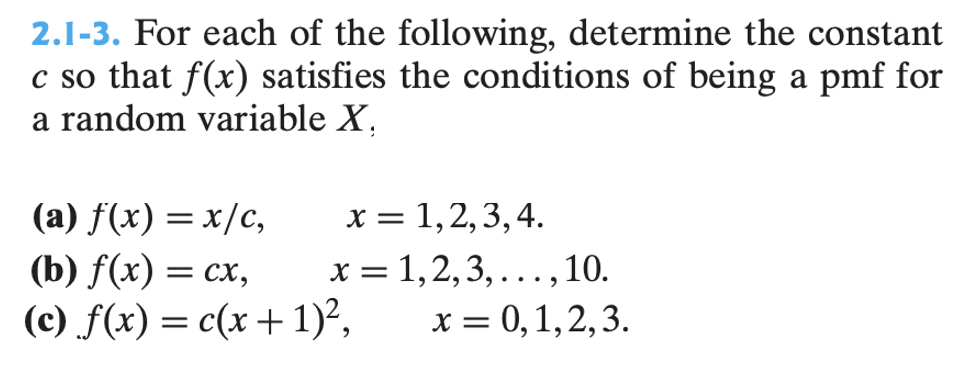 2.1-3. For each of the following, determine the constant
c so that f(x) satisfies the conditions of being a pmf for
a random variable X,
(a) f(x) = x/c, x = 1, 2, 3, 4.
(b) f(x) = cx, x = 1, 2, 3, . . . , 10.
(c) f(x) = c(x + 1)², x = 0, 1, 2, 3.